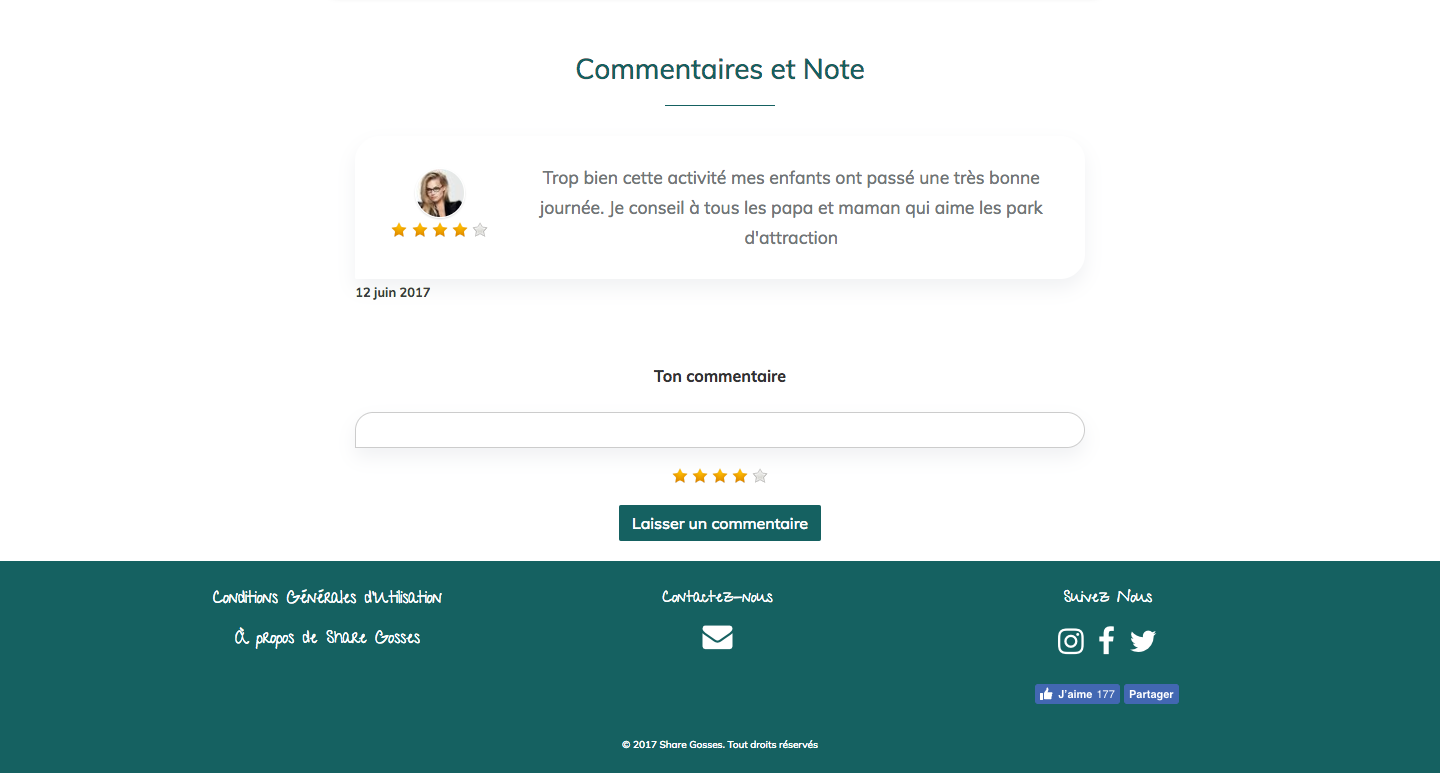 Commentaires et Note
Trop bien cette activité mes enfants ont passé une très bonne
journée. Je conseil à tous les papa et maman qui aime les park
d'attraction
12 juin 2017
Ton commentaire
Laisser un commentaire
Conditions Générales d'Utilisation
À propos de Share Gosses
Contactez-nous
Suivez Nous
J'aime 177
Partager
© 2017 Share Gosses. Tout droits réservés